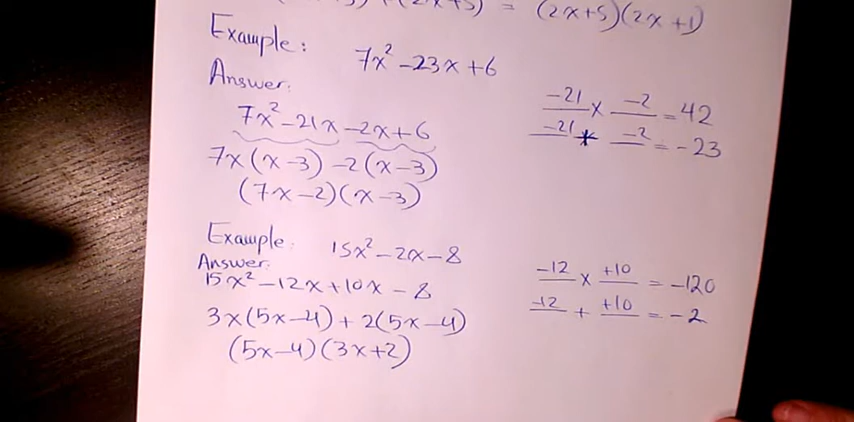 = (2x+5)(2x+1)
Example: 7x² -23x+6
Answer:
7x² -21x -2x+6
-21 x -2 = 42
-21 * -2 = -23
7x(x-3) -2(x-3)
(7x-2)(x-3)
Example: 15x² -2x-8
Answer:
15x² -12x+10x -8
-12 x +10 = -120
-12 + +10 = -2
3x(5x-4)+2(5x-4)
(5x-4)(3x+2)